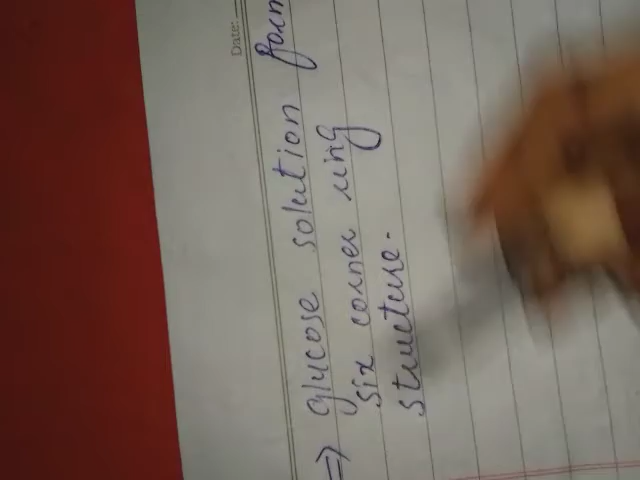 Date:
=> glucose solution form
six corner ring
structure.